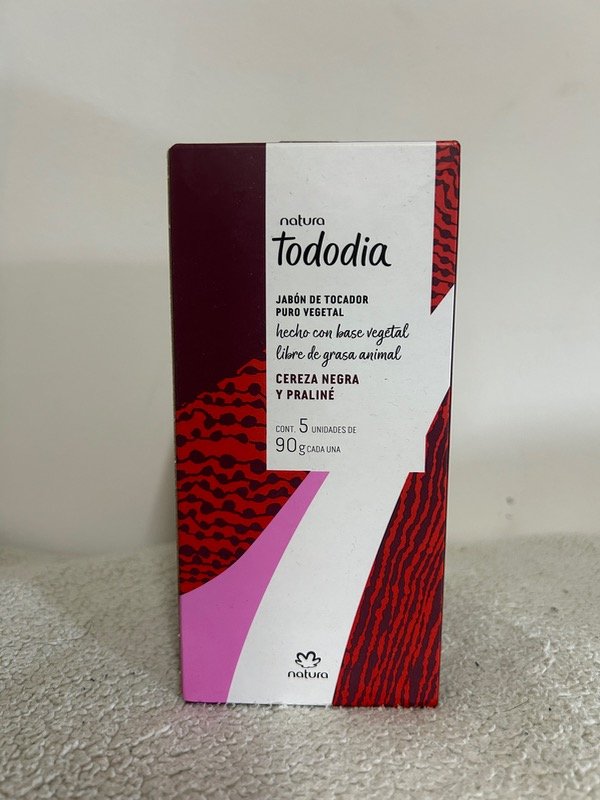 natura
Tododia
JABÓN DE TOCADOR
PURO VEGETAL
hecho con base vegetal
libre de grasa animal
CEREZA NEGRA
Y PRALINÉ
CONT. 5 UNIDADES DE
90g CADA UNA
natura